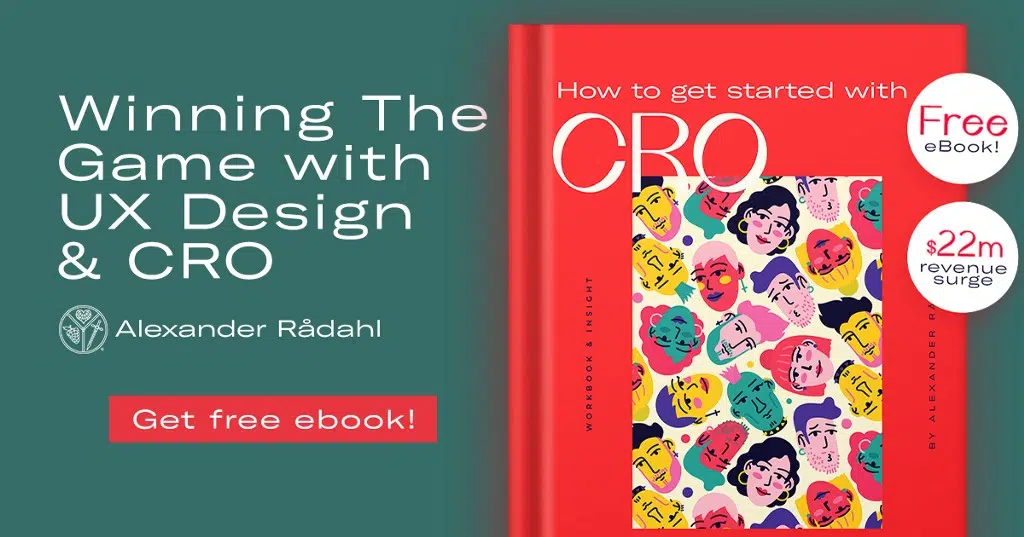 Winning The
Game with
UX Design
& CRO
Alexander Rådahl
Get free ebook!
How to get started with
CRO
WORKBOOK & INSIGHT
BY ALEXANDER
Free
eBook!
$22m
revenue
surge